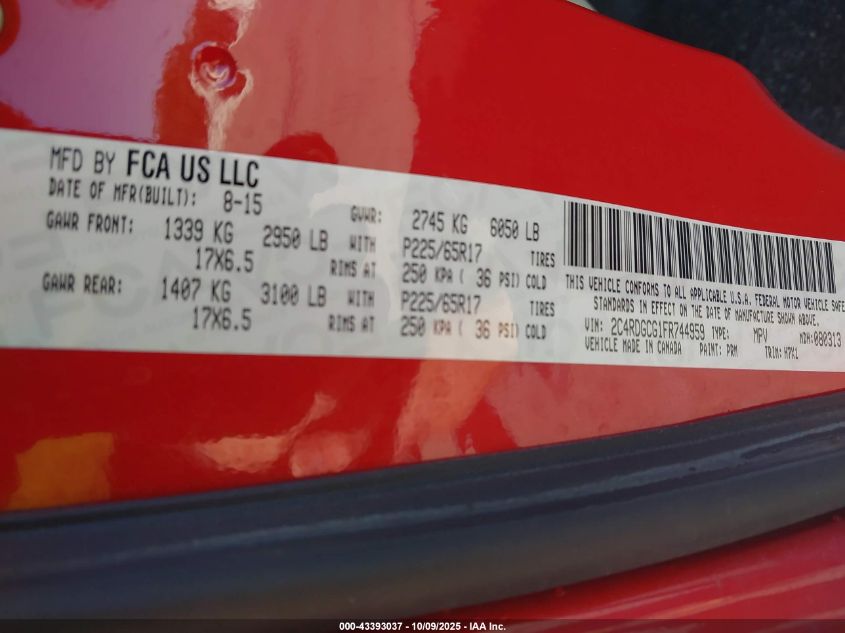 MFD BY FCA US LLC
DATE OF MFR(BUILT): 8-15 GVWR: 2745 KG 6050 LB
GAWR FRONT: 1339 KG 2950 LB WITH P225/65R17 TIRES
17X6.5 RIMS AT 250 KPA ( 36 PSI) COLD
GAWR REAR: 1407 KG 3100 LB WITH P225/65R17 TIRES
17X6.5 RIMS AT 250 KPA ( 36 PSI) COLD
THIS VEHICLE CONFORMS TO ALL APPLICABLE U.S.A. FEDERAL MOTOR VEHICLE SAFE
STANDARDS IN EFFECT ON THE DATE OF MANUFACTURE SHOWN ABOVE.
VIN: 2C4RDGCG1FR744959 TYPE: MPV MDH:080313
VEHICLE MADE IN CANADA PAINT: PRM TRIM:
000-43393037 - 10/09/2025 - IAA Inc.